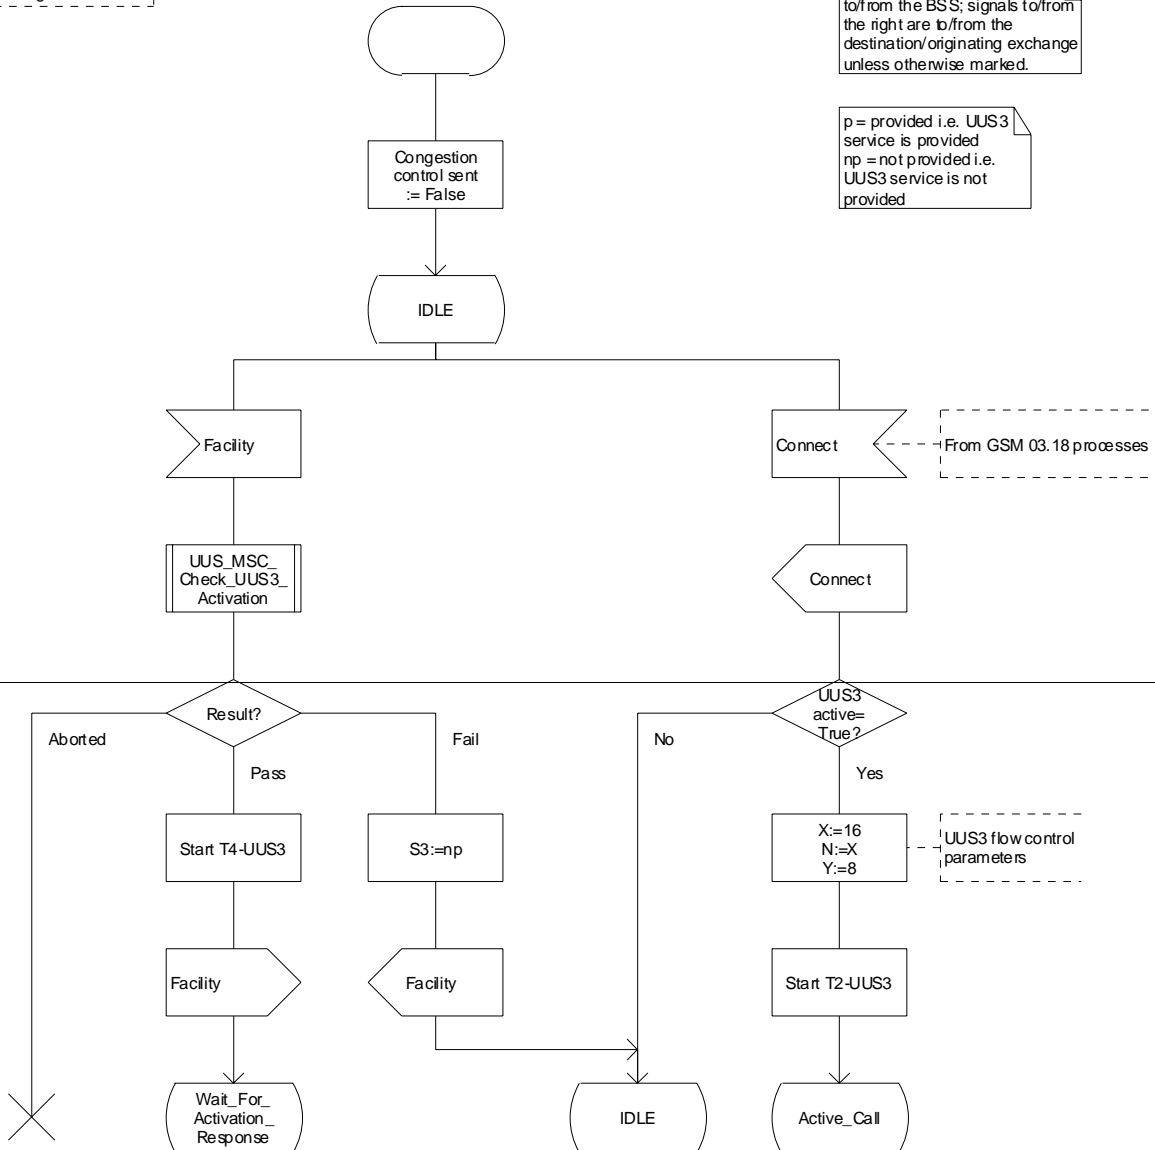 to/from the BSS; signals to/from
the right are to/from the
destination/originating exchange
unless otherwise marked.
p = provided i.e. UUS3
service is provided
np = not provided i.e.
UUS3 service is not
provided
Congestion
control sent
:= False
IDLE
Facility
Connect
From GSM 03.18 processes
UUS_MSC_
Check_UUS3_
Activation
Connect
Result?
UUS3
active=
True?
Aborted
Fail
No
Pass
Yes
Start T4-UUS3
S3:=np
X:=16
N:=X
Y:=8
UUS3 flow control
parameters
Facility
Facility
Start T2-UUS3
Wait_For_
Activation_
Response
IDLE
Active_Call